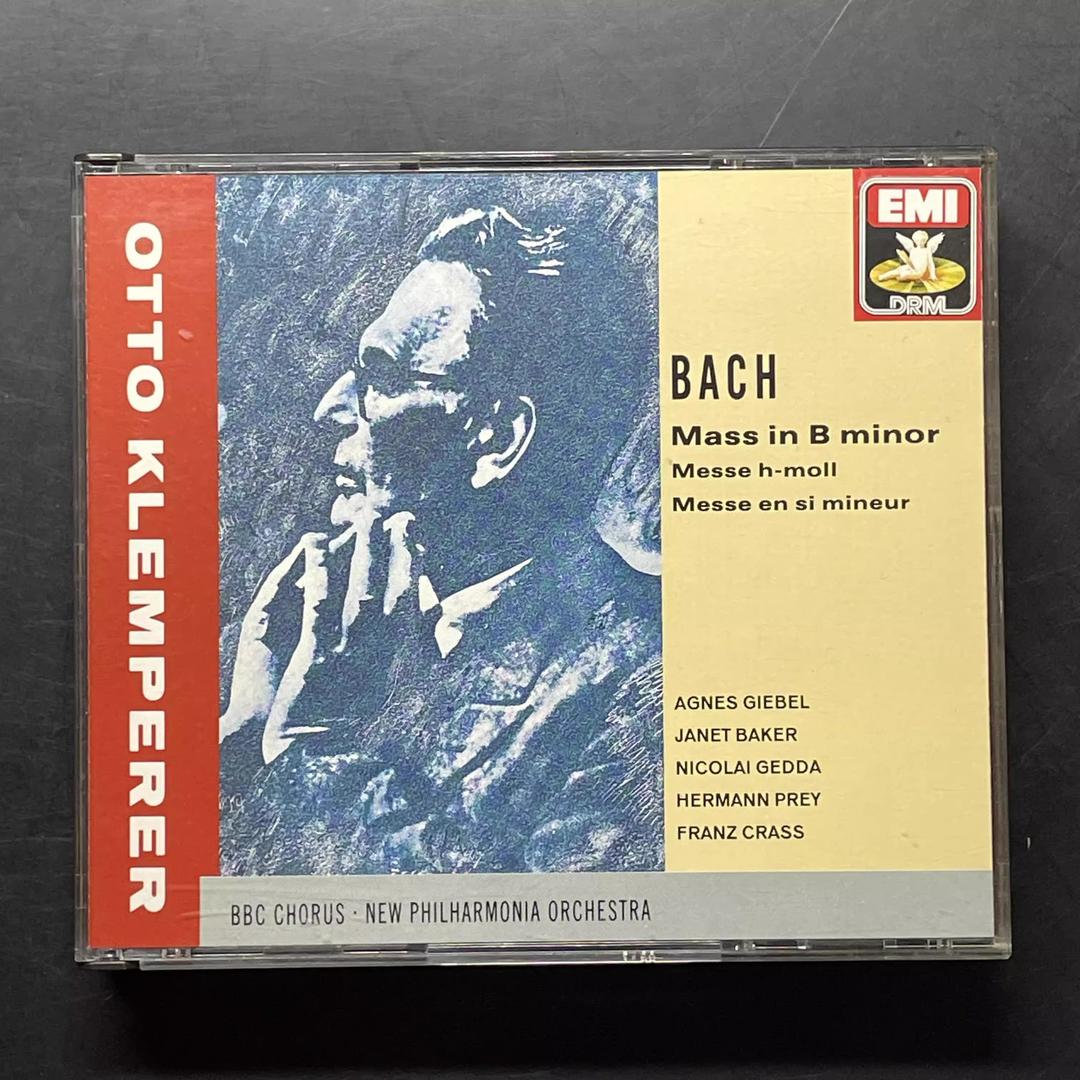 OTTO KLEMPERER
EMI
DRM
BACH
Mass in B minor
Messe h-moll
Messe en si mineur
AGNES GIEBEL
JANET BAKER
NICOLAI GEDDA
HERMANN PREY
FRANZ CRASS
BBC CHORUS · NEW PHILHARMONIA ORCHESTRA